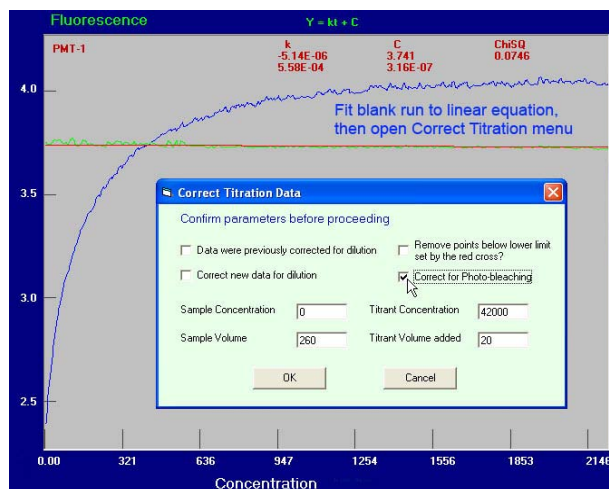 Fluorescence Y = kt + C
PMT-1 k C ChiSQ
-5.14E-06 3.741 0.0746
5.58E-04 3.16E-07
4.0
Fit blank run to linear equation,
then open Correct Titration menu
3.5
Correct Titration Data
Confirm parameters before proceeding
Data were previously corrected for dilution
Remove points below lower limit
set by the red cross?
Correct new data for dilution
Correct for Photo-bleaching
3.0
Sample Concentration 0 Titrant Concentration 42000
Sample Volume 260 Titrant Volume added 20
OK Cancel
2.5
0.00 321 636 947 1254 1556 1853 2146
Concentration